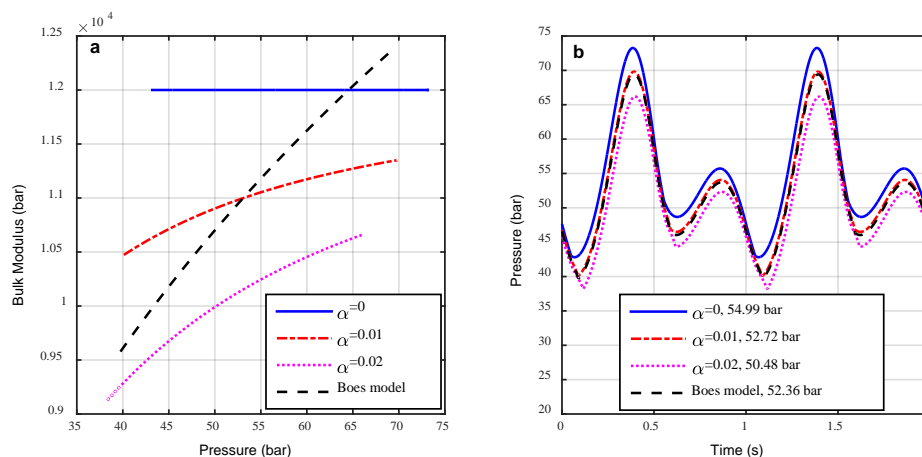 × 10⁴
a
1.25
1.2
1.15
1.1
1.05
1
0.95
0.9
Bulk Modulus (bar)
α=0
α=0.01
α=0.02
Boes model
35 40 45 50 55 60 65 70 75
Pressure (bar)
b
75
70
65
60
55
50
45
40
35
30
25
20
Pressure (bar)
α=0, 54.99 bar
α=0.01, 52.72 bar
α=0.02, 50.48 bar
Boes model, 52.36 bar
0 0.5 1 1.5
Time (s)